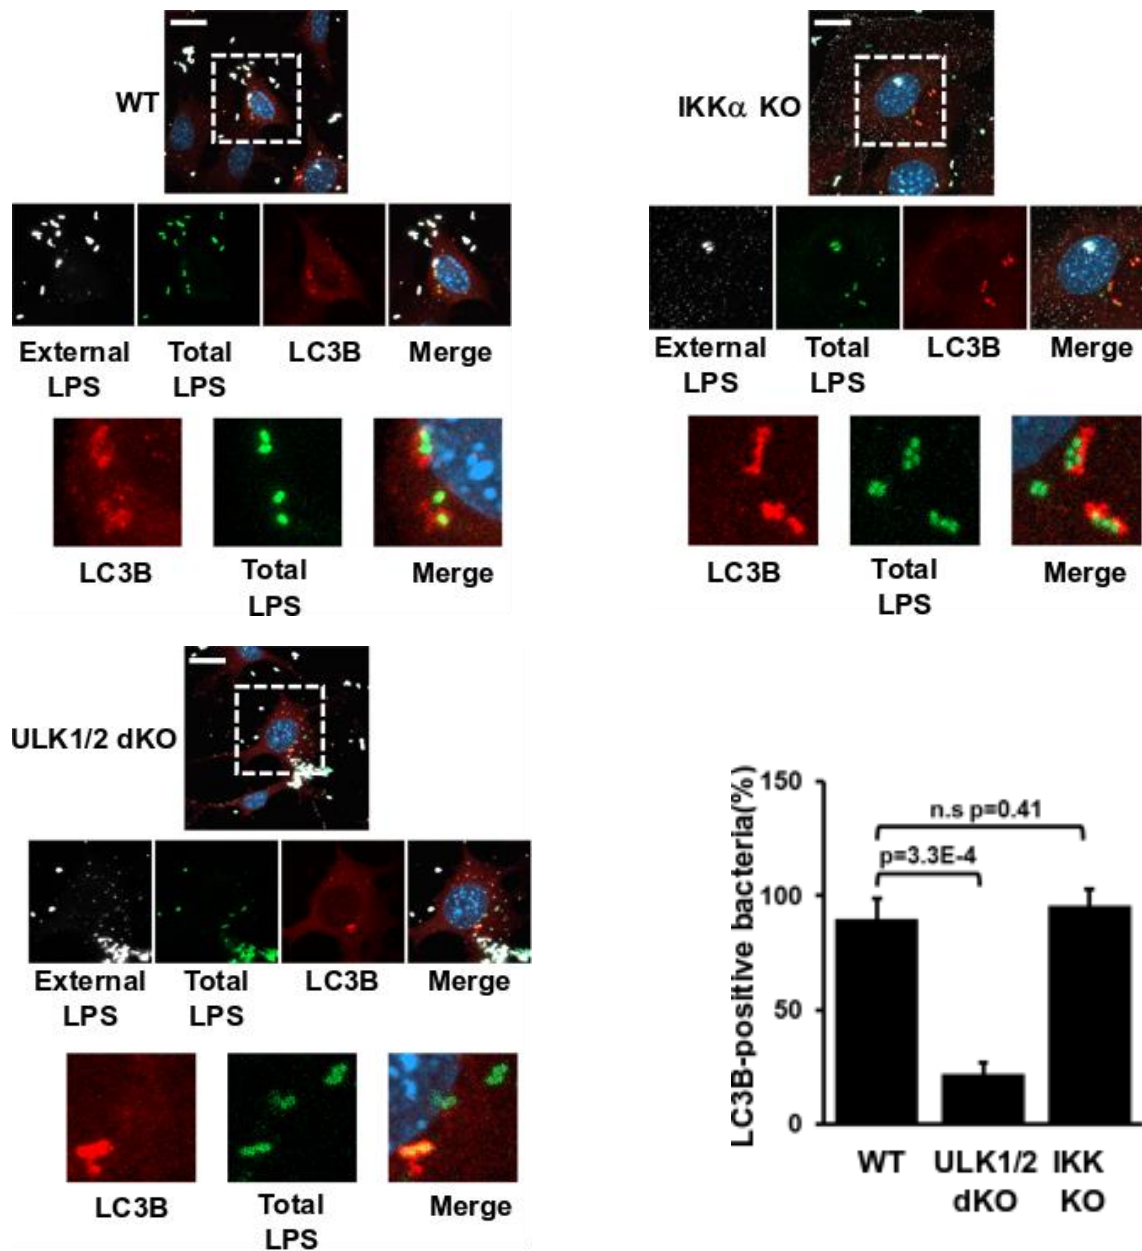 WT
External
LPS
Total
LPS
LC3B
Merge
LC3B
Total
LPS
Merge
IKKα KO
External
LPS
Total
LPS
LC3B
Merge
LC3B
Total
LPS
Merge
ULK1/2 dKO
External
LPS
Total
LPS
LC3B
Merge
LC3B
Total
LPS
Merge
LC3B-positive bacteria(%)
150
100
50
0
n.s p=0.41
p=3.3E-4
WT
ULK1/2
dKO
IKK
KO